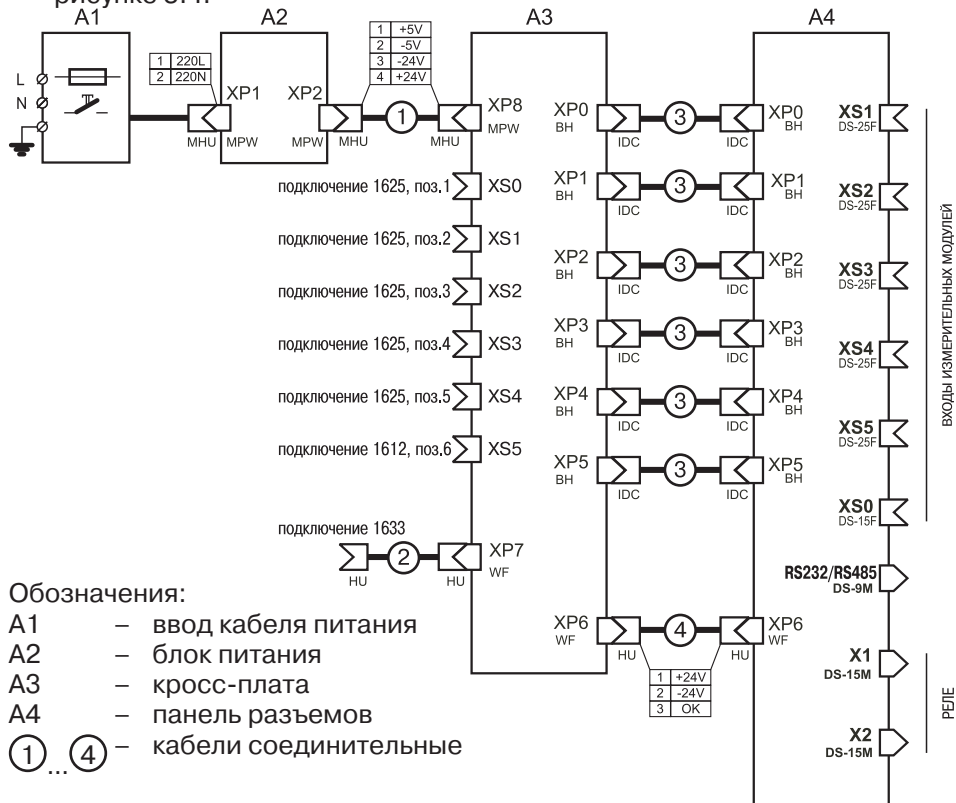 рисунке 3.4.
A1 A2 A3 A4
L
N
1 220L
2 220N
XP1
MHU MPW
XP2
MPW MHU
1 +5V
2 -5V
3 -24V
4 +24V
1
MHU
XP8
MPW
XP0
BH
IDC
3
IDC
XP0
BH
XS1
DS-25F
подключение 1625, поз.1 XS0
XP1
BH
IDC
3
IDC
XP1
BH
XS2
DS-25F
подключение 1625, поз.2 XS1
XP2
BH
IDC
3
IDC
XP2
BH
XS3
DS-25F
подключение 1625, поз.3 XS2
XP3
BH
IDC
3
IDC
XP3
BH
XS4
DS-25F
подключение 1625, поз.4 XS3
XP4
BH
IDC
3
IDC
XP4
BH
XS5
DS-25F
подключение 1625, поз.5 XS4
XP5
BH
IDC
3
IDC
XP5
BH
XS0
DS-15F
подключение 1612, поз.6 XS5
ВХОДЫ ИЗМЕРИТЕЛЬНЫХ МОДУЛЕЙ
подключение 1633
HU
2
HU
XP7
WF
RS232/RS485
DS-9M
XP6
WF
HU
4
HU
XP6
WF
1 +24V
2 -24V
3 OK
X1
DS-15M
X2
DS-15M
РЕЛЕ
Обозначения:
A1 – ввод кабеля питания
A2 – блок питания
A3 – кросс-плата
A4 – панель разъемов
1...4 – кабели соединительные